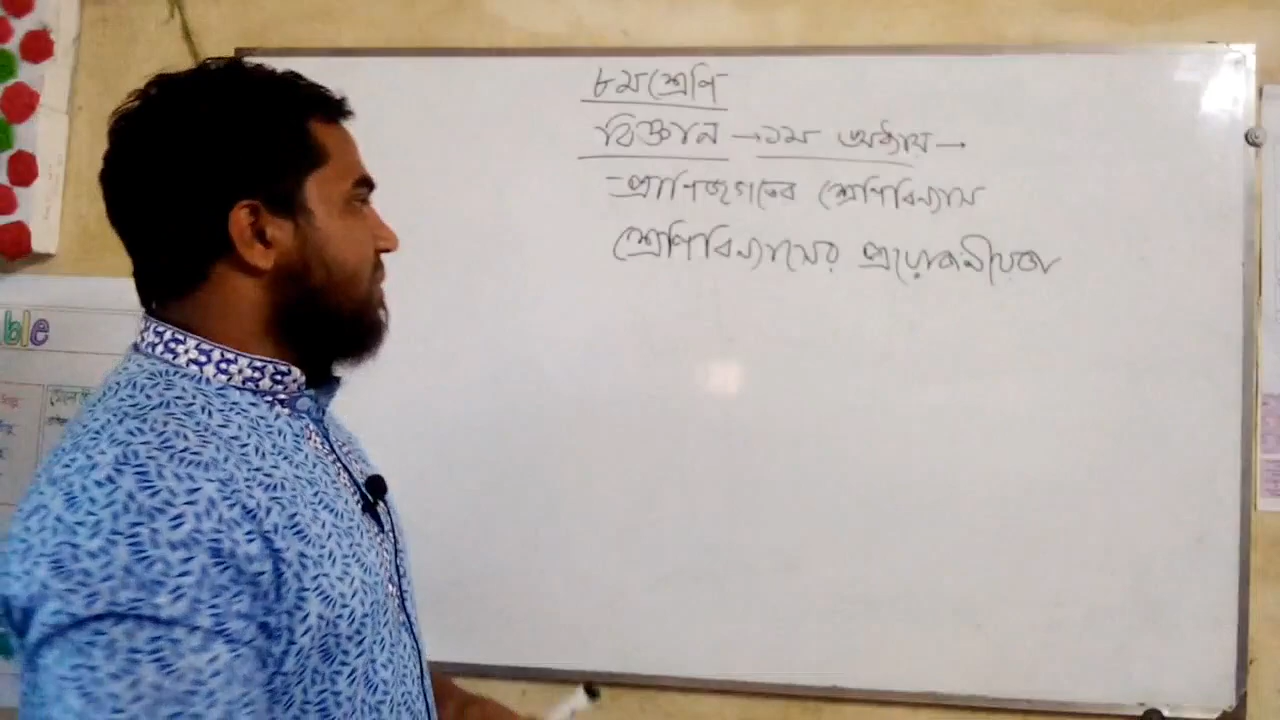 ৮ম শ্রেণি
বিজ্ঞান → ১ম অধ্যায় →
- প্রাণিজগতের শ্রেণিবিন্যাস
শ্রেণিবিন্যাসের প্রয়োজনীয়তা
ble